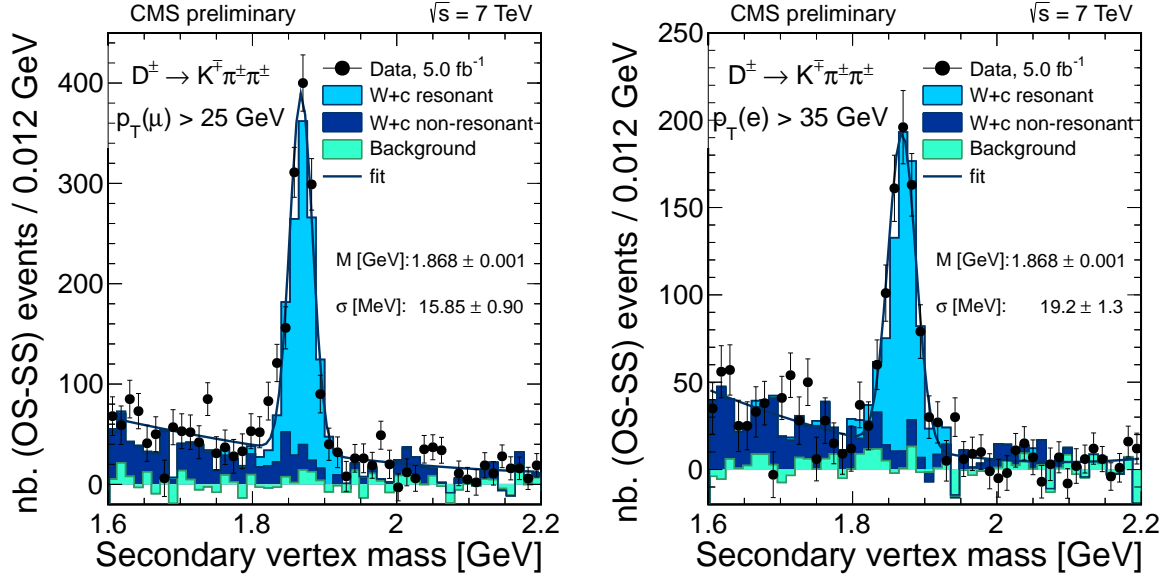 CMS preliminary
√s = 7 TeV
nb. (OS-SS) events / 0.012 GeV
D± → K∓π±π±
p_T(μ) > 25 GeV
Data, 5.0 fb⁻¹
W+c resonant
W+c non-resonant
Background
fit
M [GeV]: 1.868 ± 0.001
σ [MeV]: 15.85 ± 0.90
400
300
200
100
0
1.6 1.8 2 2.2
Secondary vertex mass [GeV]
CMS preliminary
√s = 7 TeV
nb. (OS-SS) events / 0.012 GeV
D± → K∓π±π±
p_T(e) > 35 GeV
Data, 5.0 fb⁻¹
W+c resonant
W+c non-resonant
Background
fit
M [GeV]: 1.868 ± 0.001
σ [MeV]: 19.2 ± 1.3
250
200
150
100
50
0
1.6 1.8 2 2.2
Secondary vertex mass [GeV]